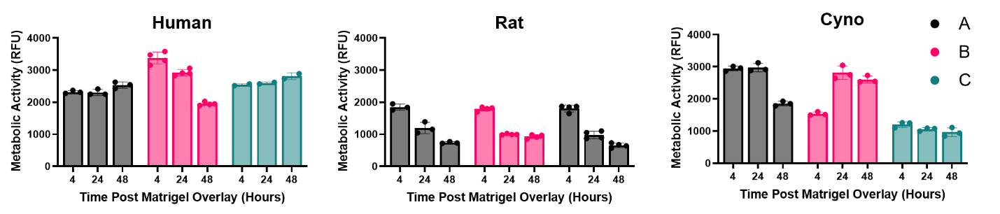 Human
Metabolic Activity (RFU)
4000
3000
2000
1000
0
4 24 48 4 24 48 4 24 48
Time Post Matrigel Overlay (Hours)
Rat
Metabolic Activity (RFU)
4000
3000
2000
1000
0
4 24 48 4 24 48 4 24 48
Time Post Matrigel Overlay (Hours)
Cyno
Metabolic Activity (RFU)
4000
3000
2000
1000
0
4 24 48 4 24 48 4 24 48
Time Post Matrigel Overlay (Hours)
A
B
C